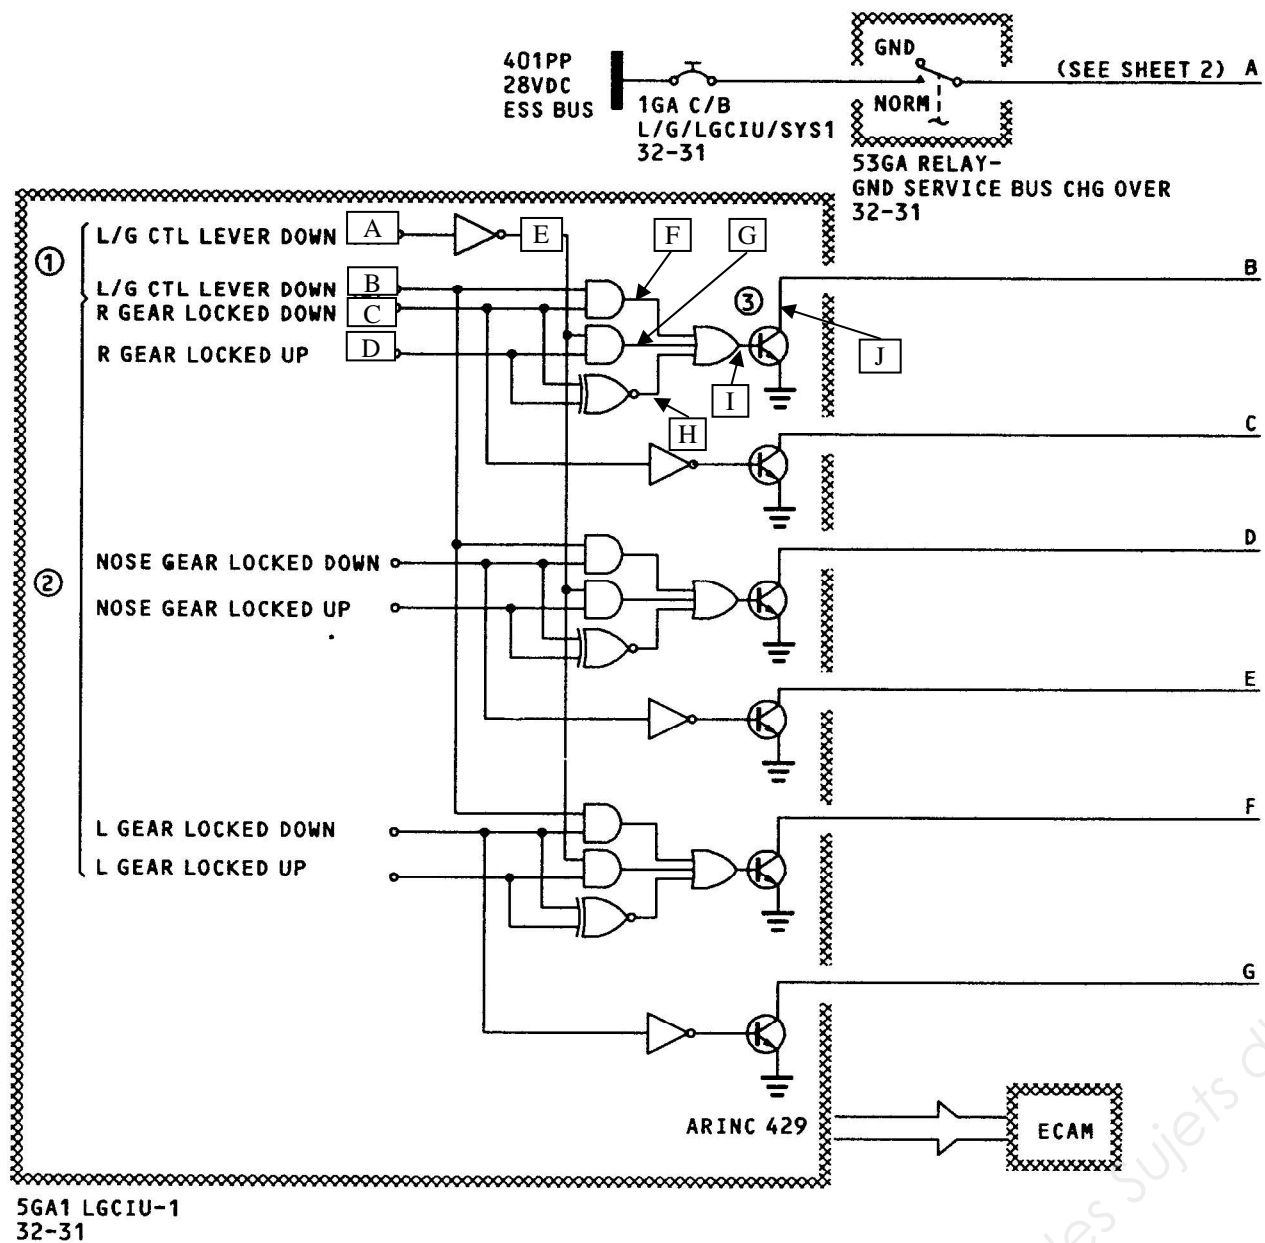 401PP
28VDC
ESS BUS
1GA C/B
L/G/LGCIU/SYS1
32-31
GND
NORM
(SEE SHEET 2) A
53GA RELAY-
GND SERVICE BUS CHG OVER
32-31
1
L/G CTL LEVER DOWN A
E
F
G
L/G CTL LEVER DOWN B
R GEAR LOCKED DOWN C
R GEAR LOCKED UP D
3
B
J
I
H
C
D
2
NOSE GEAR LOCKED DOWN
NOSE GEAR LOCKED UP
E
F
L GEAR LOCKED DOWN
L GEAR LOCKED UP
G
ARINC 429
ECAM
5GA1 LGCIU-1
32-31
des Sujets d